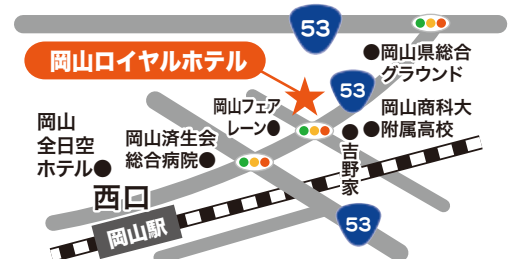 53
岡山ロイヤルホテル
岡山県総合
グラウンド
53
岡山フェア
レーン
岡山商科大
附属高校
岡山
全日空
ホテル
岡山済生会
総合病院
吉野家
西口
岡山駅
53